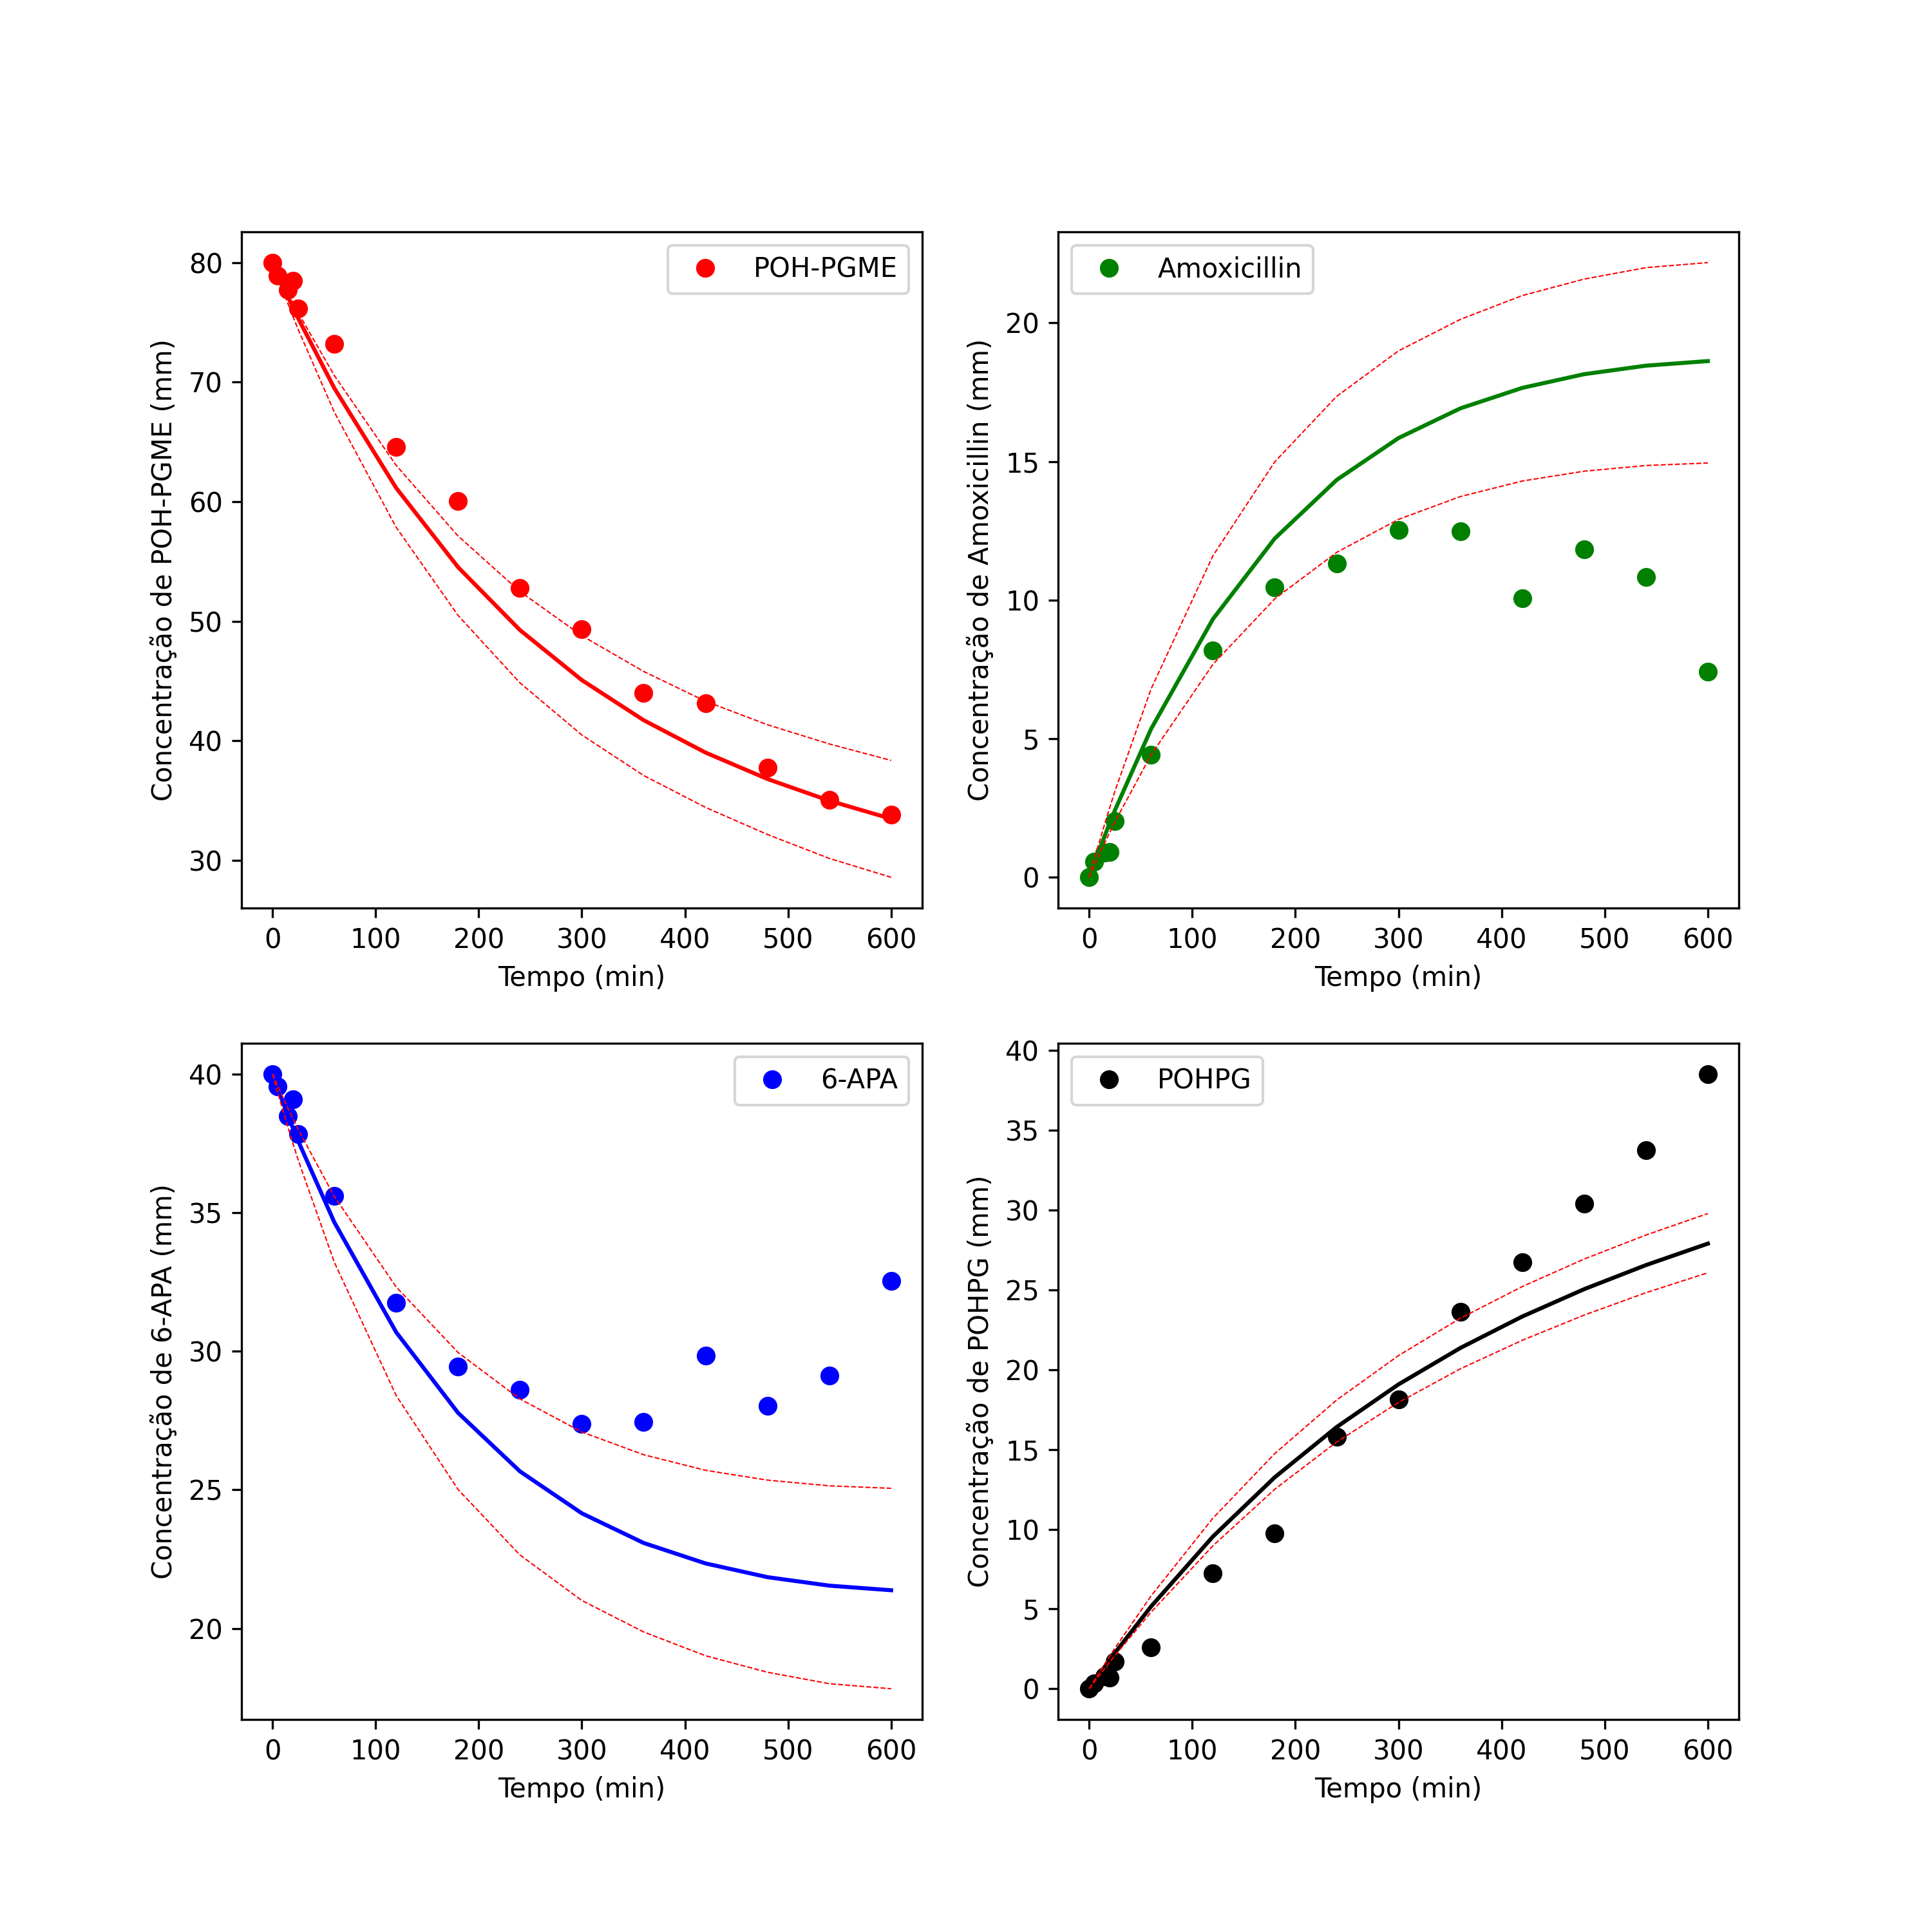 POH-PGME
Concentração de POH-PGME (mm)
80
70
60
50
40
30
0 100 200 300 400 500 600
Tempo (min)
Amoxicillin
Concentração de Amoxicillin (mm)
20
15
10
5
0
0 100 200 300 400 500 600
Tempo (min)
6-APA
Concentração de 6-APA (mm)
40
35
30
25
20
0 100 200 300 400 500 600
Tempo (min)
POHPG
Concentração de POHPG (mm)
40
35
30
25
20
15
10
5
0
0 100 200 300 400 500 600
Tempo (min)